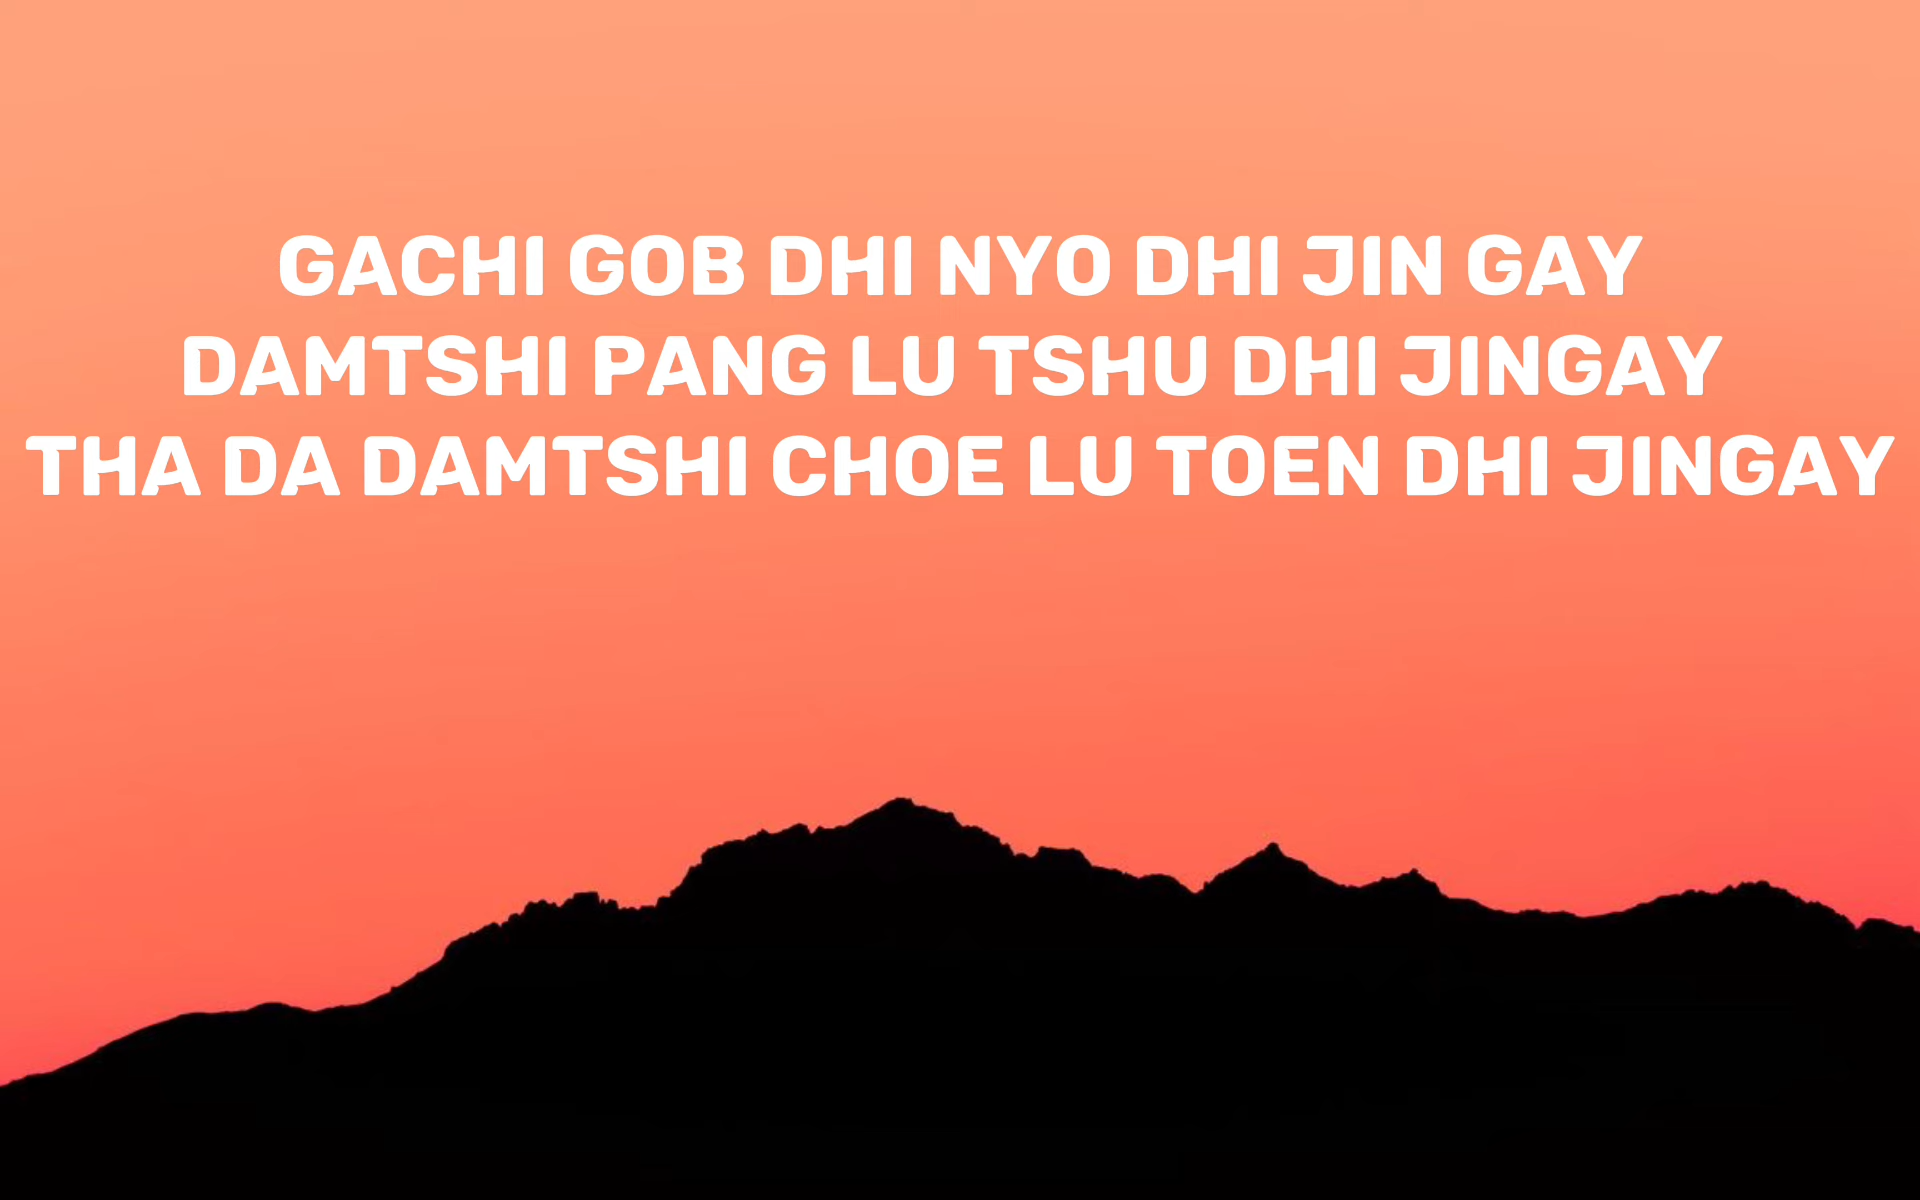 GACHI GOB DHI NYO DHI JIN GAY
DAMTSHI PANG LU TSHU DHI JINGAY
THA DA DAMTSHI CHOE LU TOEN DHI JINGAY